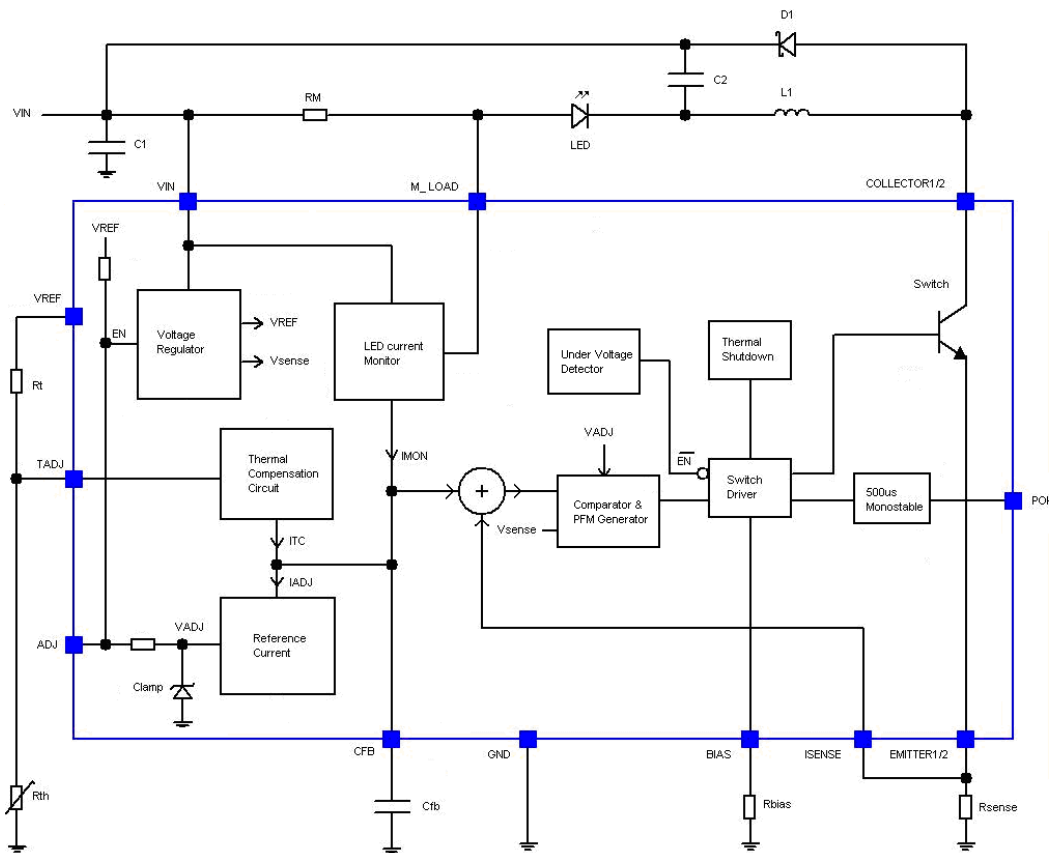 D1
C2
L1
VIN
RM
LED
C1
VIN
M_LOAD
COLLECTOR1/2
VREF
VREF
EN
Voltage
Regulator
VREF
Vsense
LED current
Monitor
Switch
Under Voltage
Detector
Thermal
Shutdown
Rt
TADJ
Thermal
Compensation
Circuit
IMON
VADJ
EN
+
Comparator &
PFM Generator
Vsense
Switch
Driver
500us
Monostable
ITC
IADJ
ADJ
VADJ
Reference
Current
Clamp
CFB
GND
BIAS
ISENSE
EMITTER1/2
Rth
Cfb
Rbias
Rsense